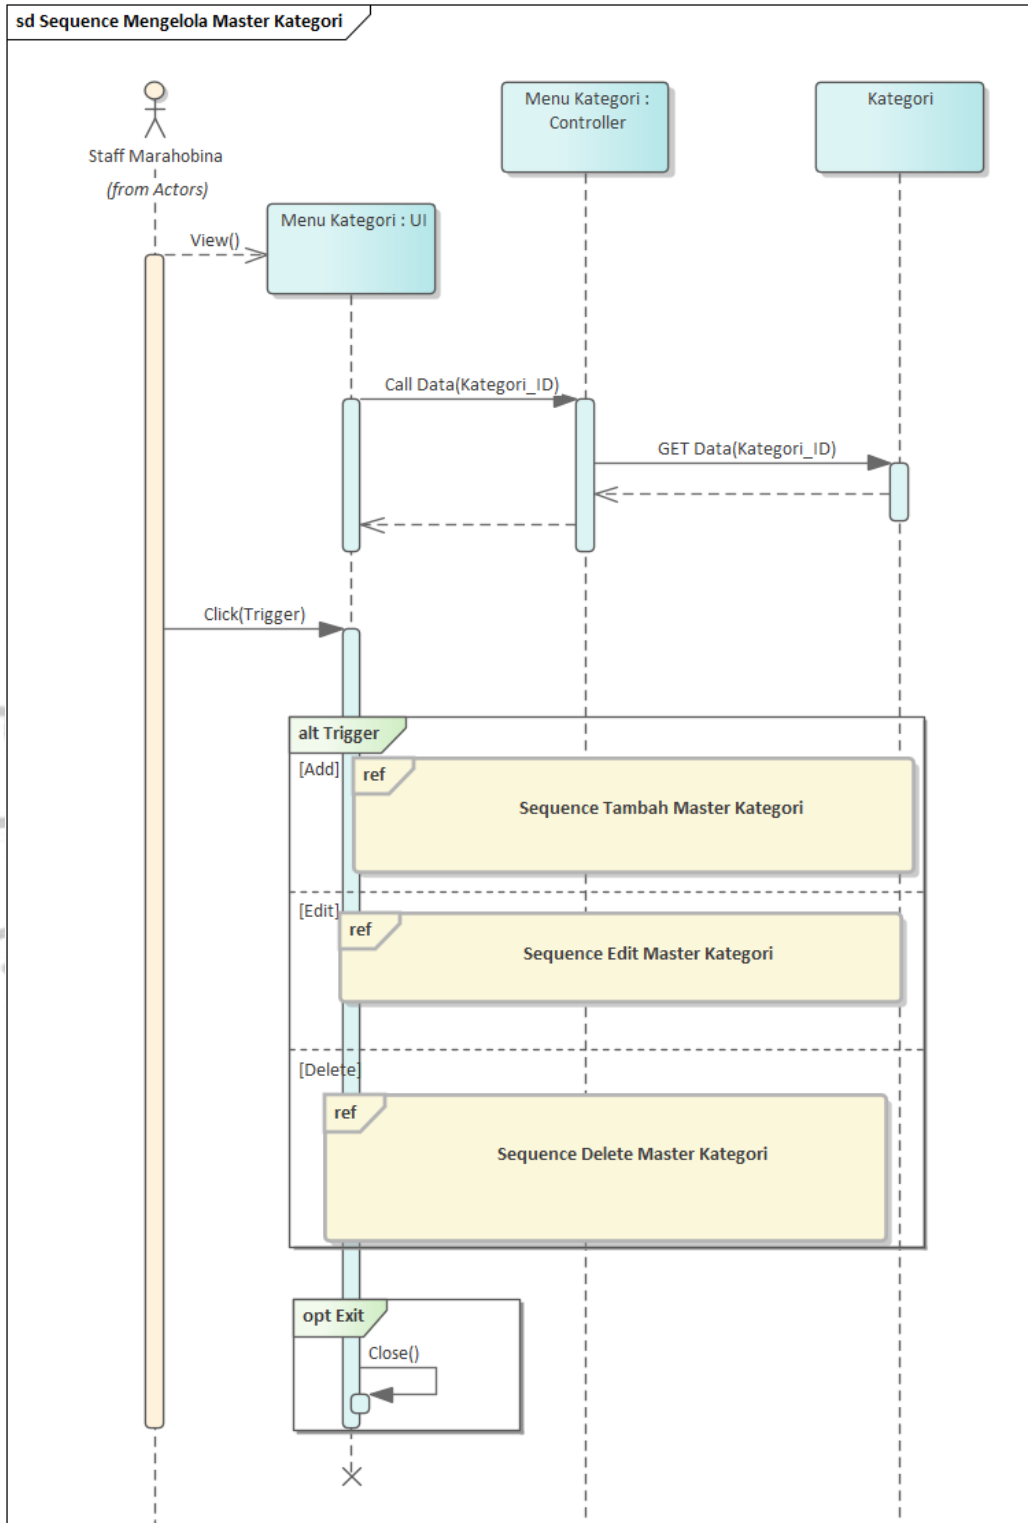 sd Sequence Mengelola Master Kategori
Staff Marahobina
(from Actors)
Menu Kategori :
Controller
Kategori
Menu Kategori : UI
View()
Call Data(Kategori_ID)
GET Data(Kategori_ID)
Click(Trigger)
alt Trigger
[Add]
ref
Sequence Tambah Master Kategori
[Edit]
ref
Sequence Edit Master Kategori
[Delete]
ref
Sequence Delete Master Kategori
opt Exit
Close()